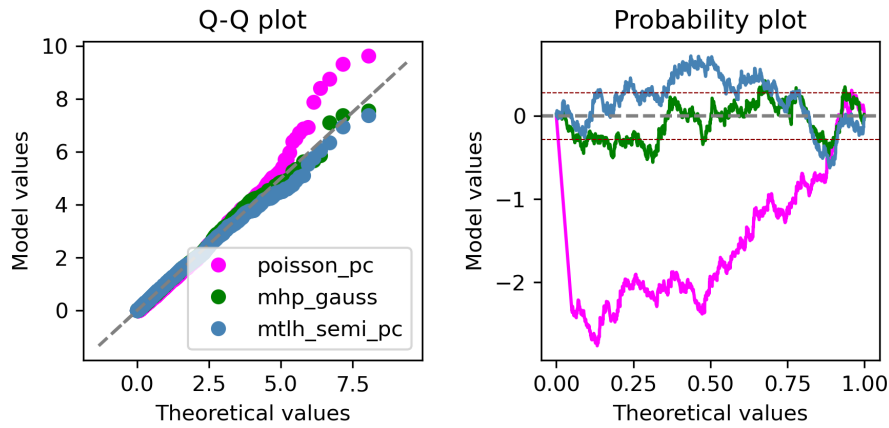 Q-Q plot
Model values
10
8
6
4
2
0
poisson_pc
mhp_gauss
mtlh_semi_pc
0.0 2.5 5.0 7.5
Theoretical values
Probability plot
Model values
0
−1
−2
0.00 0.25 0.50 0.75 1.00
Theoretical values